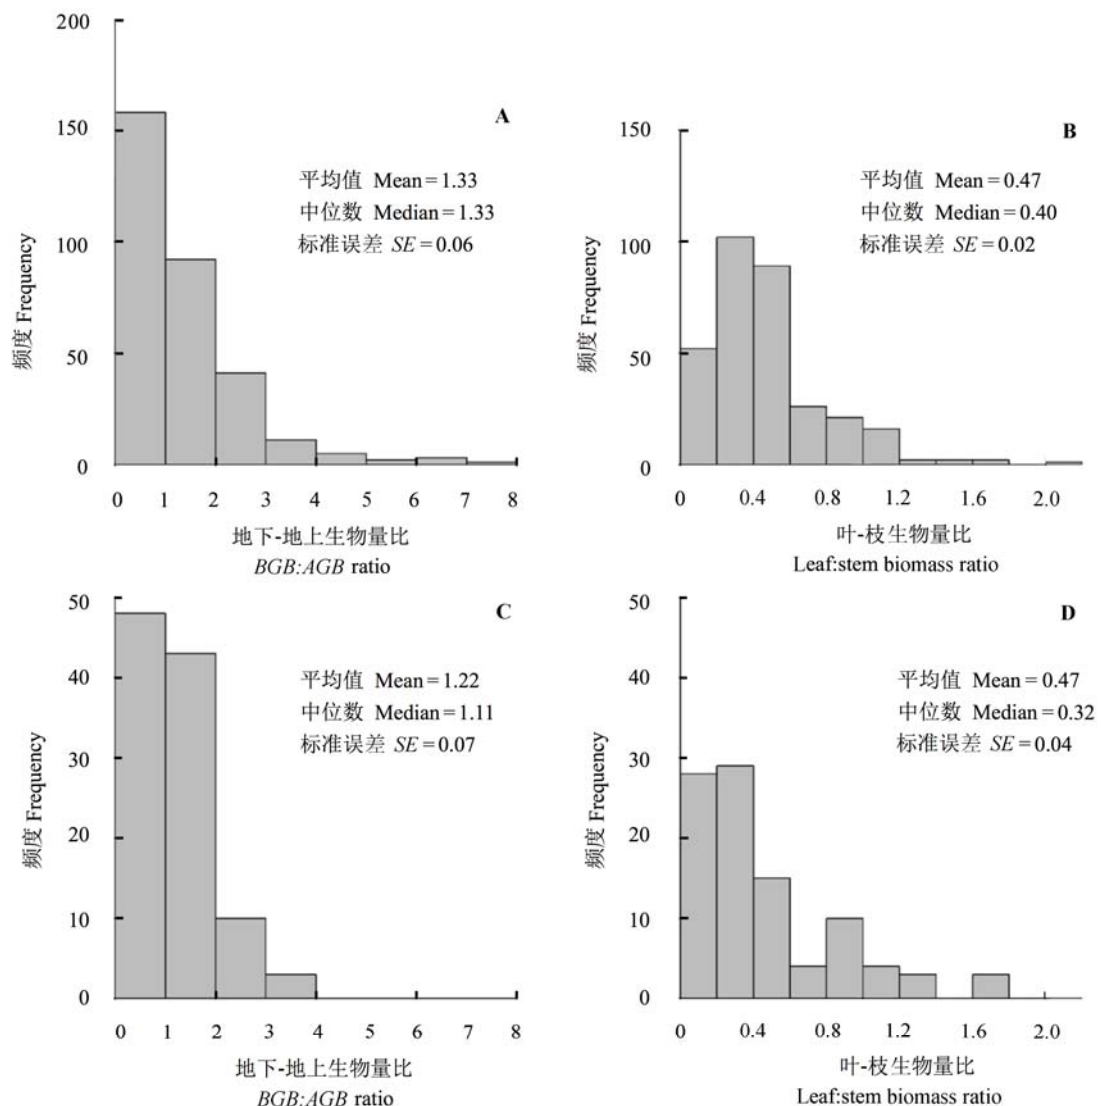 200
150
100
50
0
频度 Frequency
A
平均值 Mean=1.33
中位数 Median=1.33
标准误差 SE=0.06
0 1 2 3 4 5 6 7 8
地下-地上生物量比
BGB:AGB ratio
150
100
50
0
频度 Frequency
B
平均值 Mean=0.47
中位数 Median=0.40
标准误差 SE=0.02
0 0.4 0.8 1.2 1.6 2.0
叶-枝生物量比
Leaf:stem biomass ratio
50
40
30
20
10
0
频度 Frequency
C
平均值 Mean=1.22
中位数 Median=1.11
标准误差 SE=0.07
0 1 2 3 4 5 6 7 8
地下-地上生物量比
BGB:AGB ratio
50
40
30
20
10
0
频度 Frequency
D
平均值 Mean=0.47
中位数 Median=0.32
标准误差 SE=0.04
0 0.4 0.8 1.2 1.6 2.0
叶-枝生物量比
Leaf:stem biomass ratio